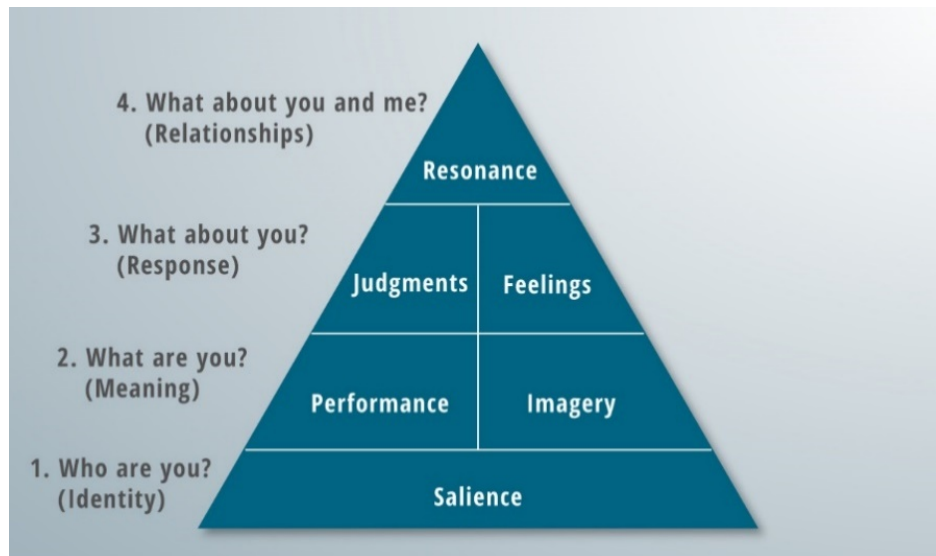 4. What about you and me?
(Relationships)
Resonance
3. What about you?
(Response)
Judgments
Feelings
2. What are you?
(Meaning)
Performance
Imagery
1. Who are you?
(Identity)
Salience